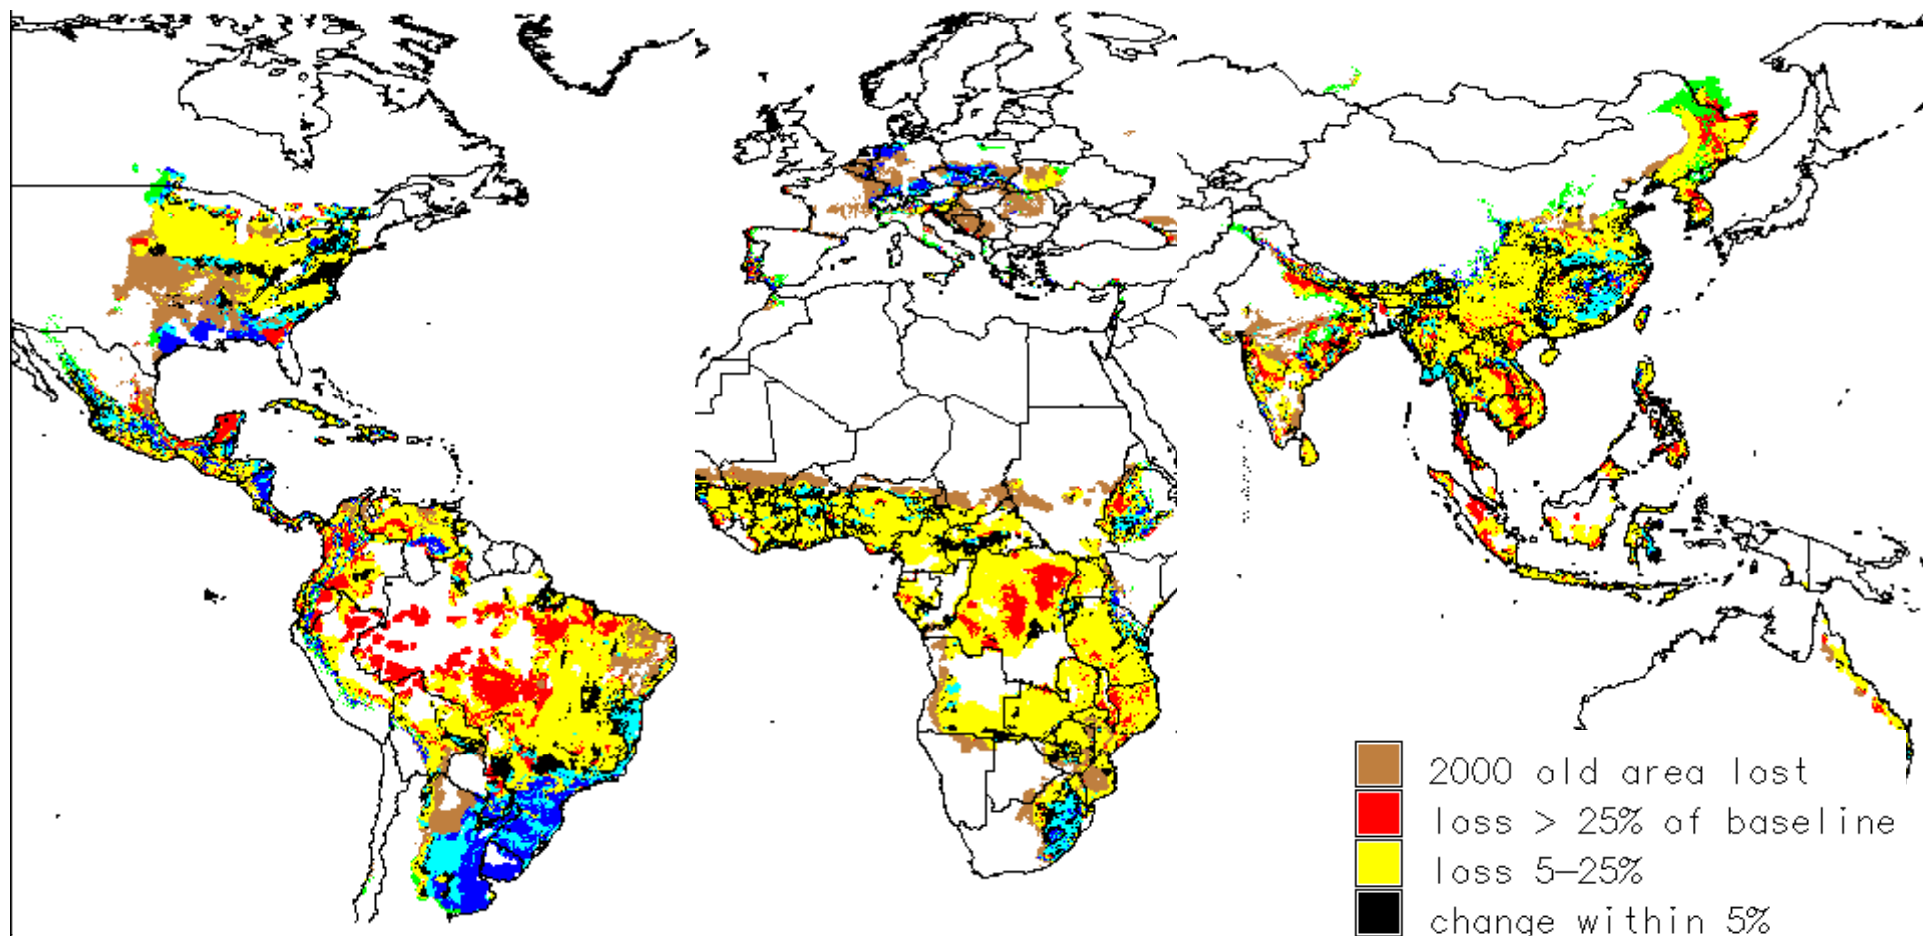 2000 old area lost
loss > 25% of baseline
loss 5-25%
change within 5%